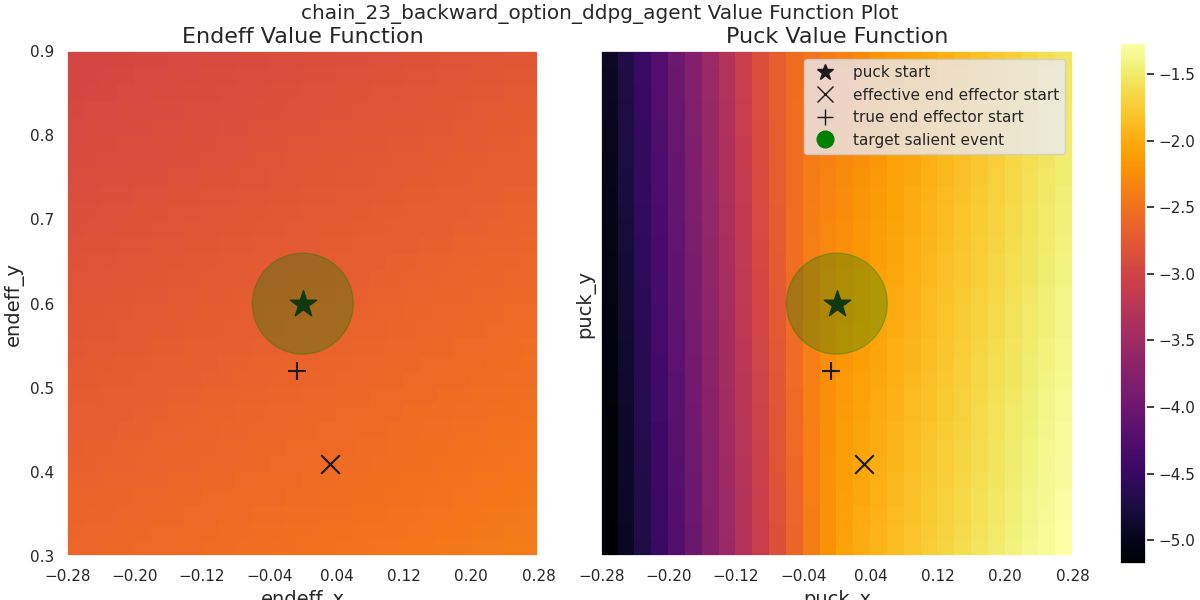 chain_23_backward_option_ddpg_agent Value Function Plot
Endeff Value Function
Puck Value Function
0.9
0.8
0.7
0.6
0.5
0.4
0.3
endeff_y
−0.28
−0.20
−0.12
−0.04
0.04
0.12
0.20
0.28
endeff_x
puck start
effective end effector start
true end effector start
target salient event
puck_y
−0.28
−0.20
−0.12
−0.04
0.04
0.12
0.20
0.28
puck_x
−1.5
−2.0
−2.5
−3.0
−3.5
−4.0
−4.5
−5.0